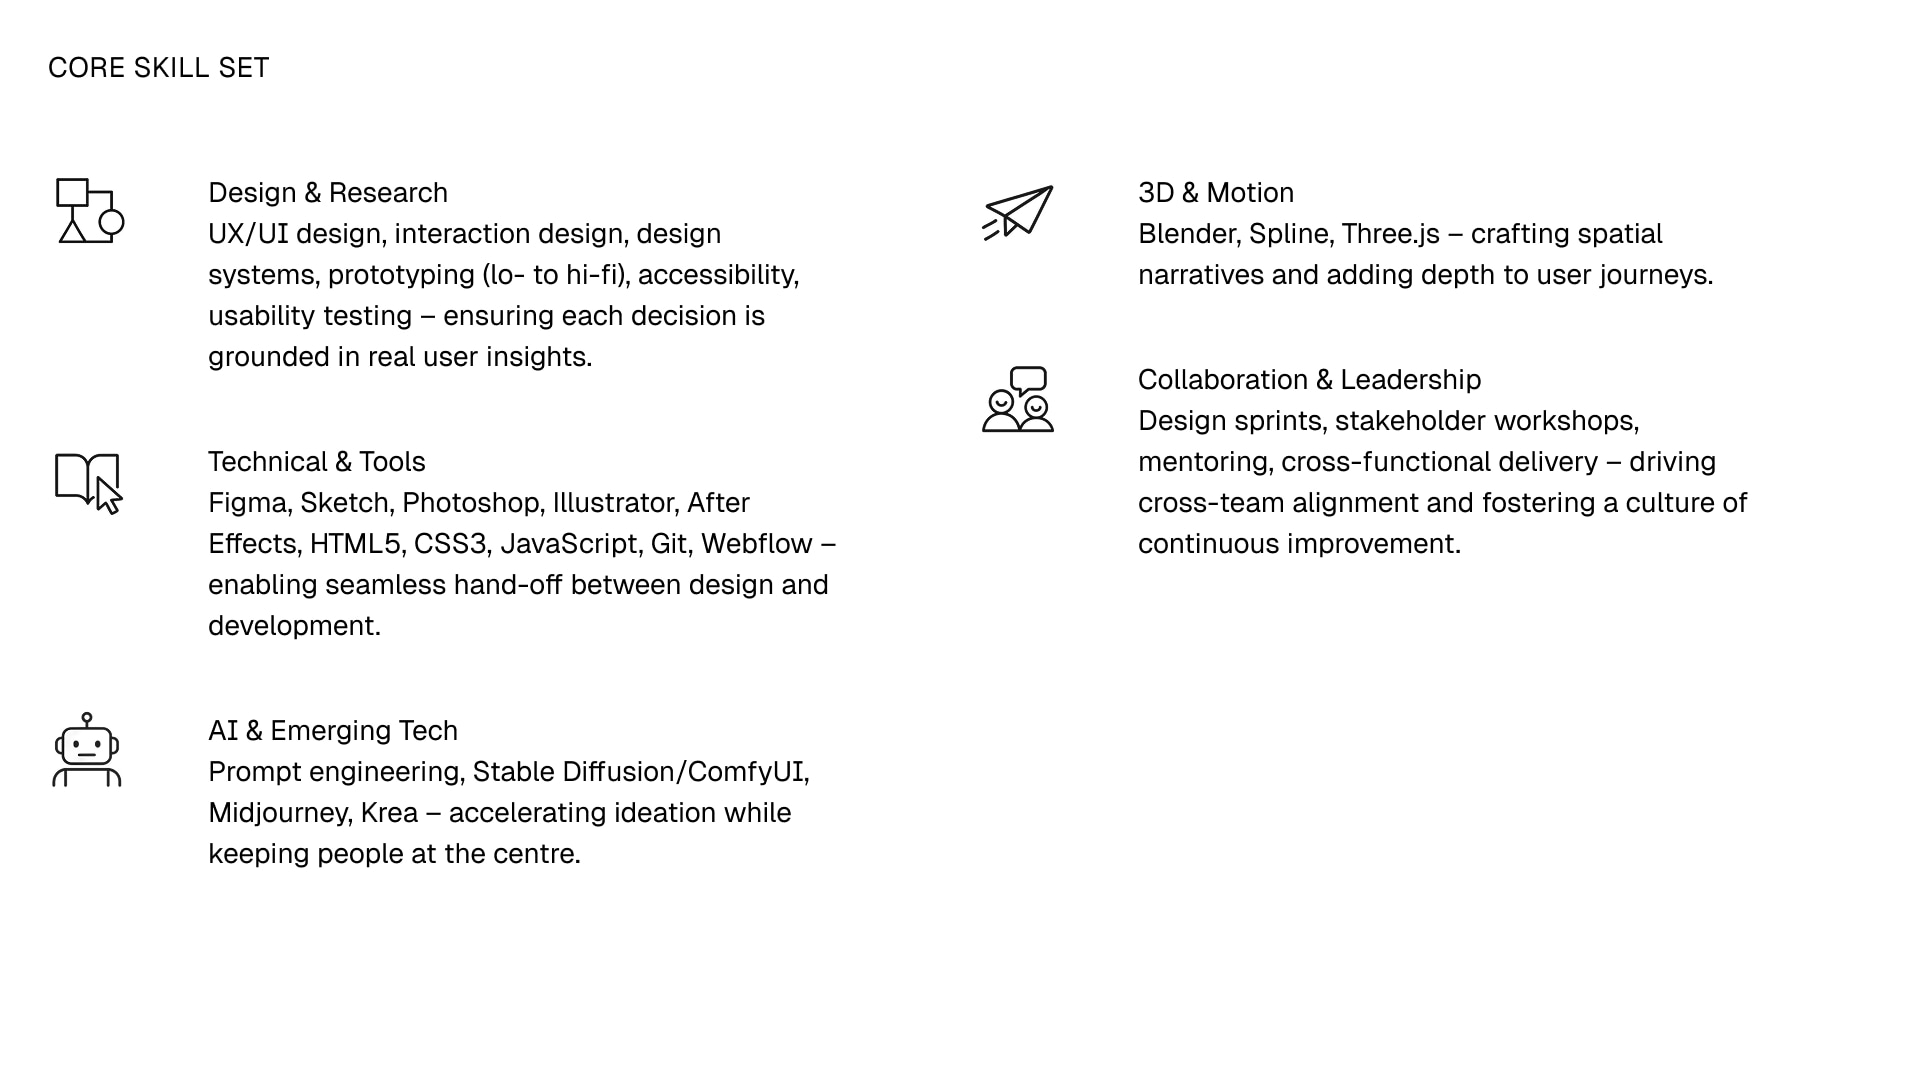 CORE SKILL SET
Design & Research
UX/UI design, interaction design, design
systems, prototyping (lo- to hi-fi), accessibility,
usability testing – ensuring each decision is
grounded in real user insights.
Technical & Tools
Figma, Sketch, Photoshop, Illustrator, After
Effects, HTML5, CSS3, JavaScript, Git, Webflow –
enabling seamless hand-off between design and
development.
AI & Emerging Tech
Prompt engineering, Stable Diffusion/ComfyUI,
Midjourney, Krea – accelerating ideation while
keeping people at the centre.
3D & Motion
Blender, Spline, Three.js – crafting spatial
narratives and adding depth to user journeys.
Collaboration & Leadership
Design sprints, stakeholder workshops,
mentoring, cross-functional delivery – driving
cross-team alignment and fostering a culture of
continuous improvement.